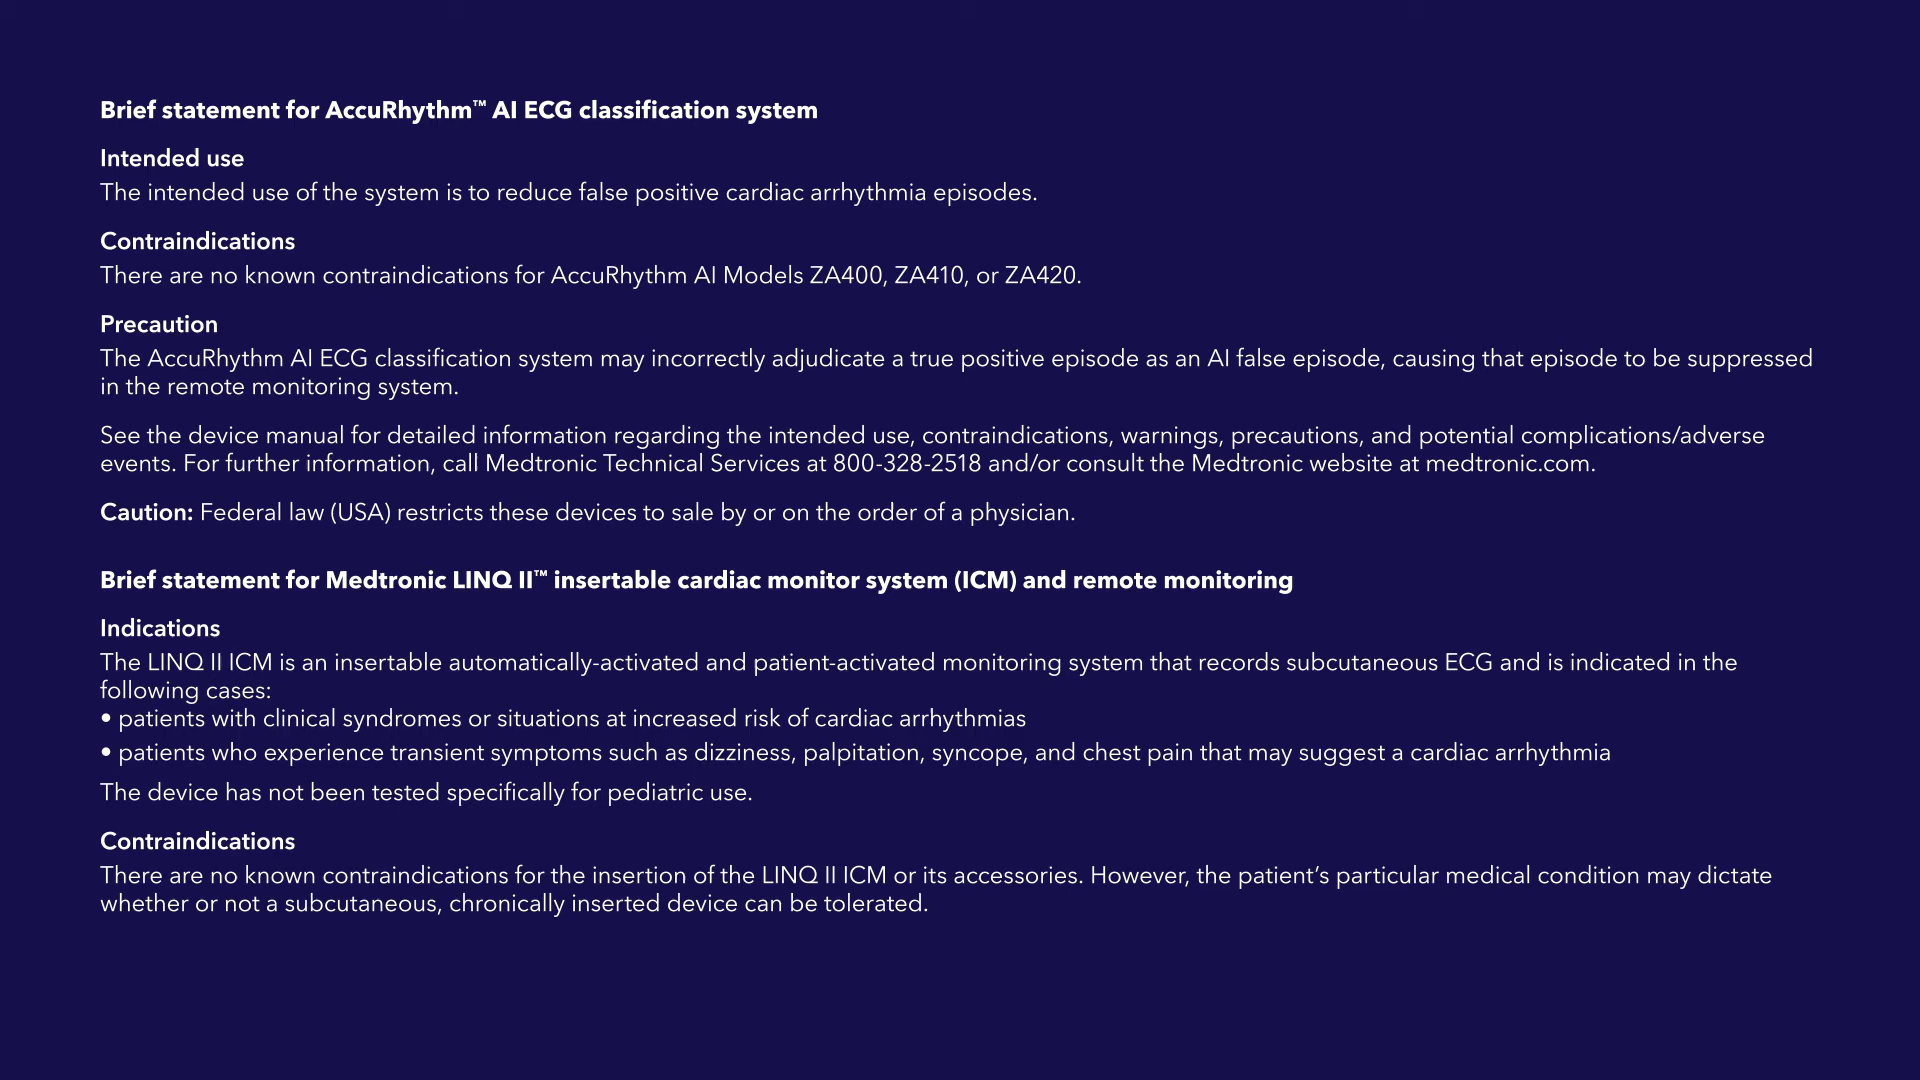 Brief statement for AccuRhythm™ AI ECG classification system
Intended use
The intended use of the system is to reduce false positive cardiac arrhythmia episodes.
Contraindications
There are no known contraindications for AccuRhythm AI Models ZA400, ZA410, or ZA420.
Precaution
The AccuRhythm AI ECG classification system may incorrectly adjudicate a true positive episode as an AI false episode, causing that episode to be suppressed
in the remote monitoring system.
See the device manual for detailed information regarding the intended use, contraindications, warnings, precautions, and potential complications/adverse
events. For further information, call Medtronic Technical Services at 800-328-2518 and/or consult the Medtronic website at medtronic.com.
Caution: Federal law (USA) restricts these devices to sale by or on the order of a physician.
Brief statement for Medtronic LINQ II™ insertable cardiac monitor system (ICM) and remote monitoring
Indications
The LINQ II ICM is an insertable automatically-activated and patient-activated monitoring system that records subcutaneous ECG and is indicated in the
following cases:
• patients with clinical syndromes or situations at increased risk of cardiac arrhythmias
• patients who experience transient symptoms such as dizziness, palpitation, syncope, and chest pain that may suggest a cardiac arrhythmia
The device has not been tested specifically for pediatric use.
Contraindications
There are no known contraindications for the insertion of the LINQ II ICM or its accessories. However, the patient’s particular medical condition may dictate
whether or not a subcutaneous, chronically inserted device can be tolerated.